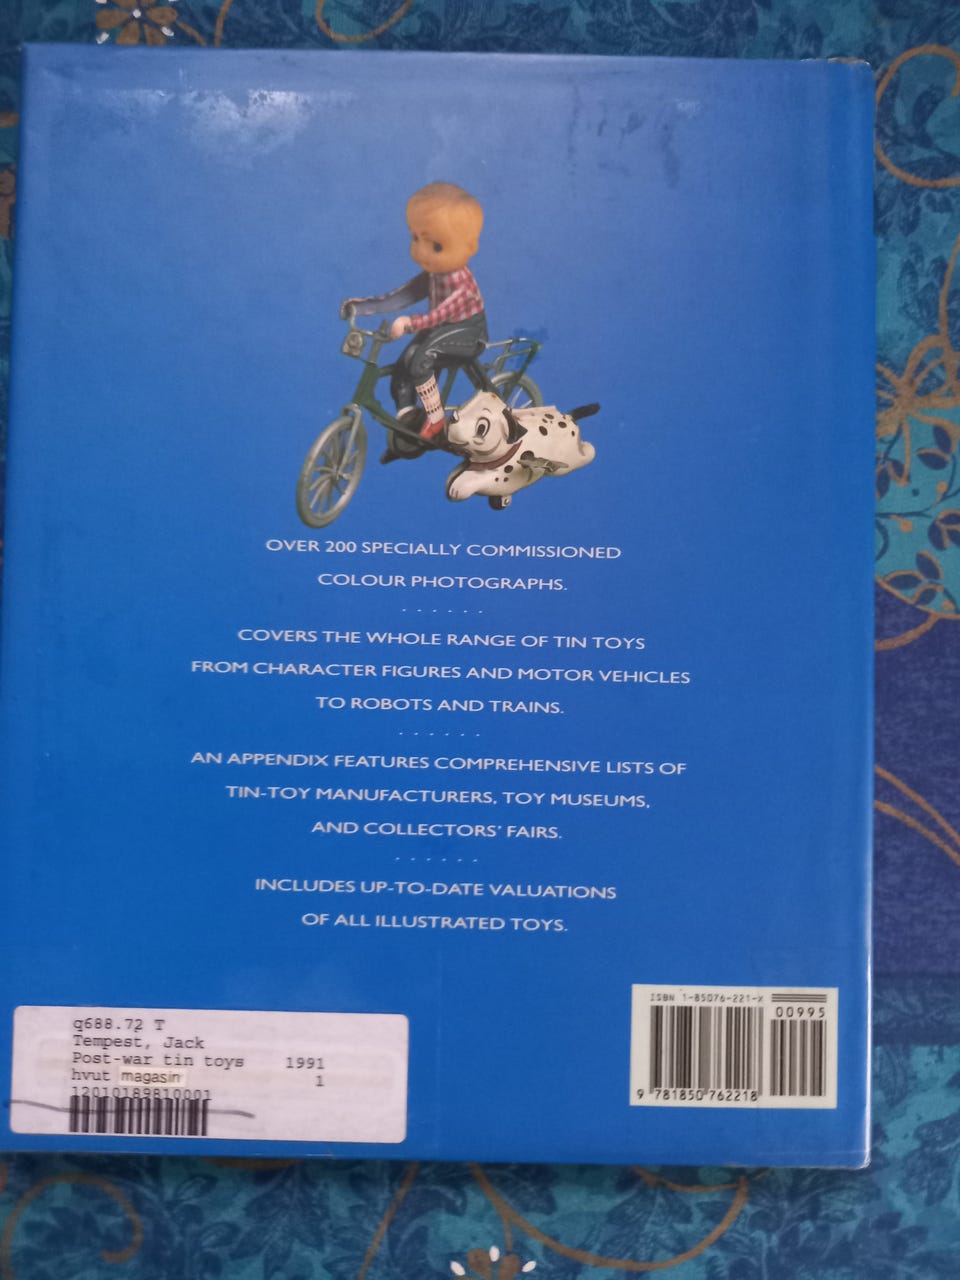 OVER 200 SPECIALLY COMMISSIONED
COLOUR PHOTOGRAPHS.
COVERS THE WHOLE RANGE OF TIN TOYS
FROM CHARACTER FIGURES AND MOTOR VEHICLES
TO ROBOTS AND TRAINS.
AN APPENDIX FEATURES COMPREHENSIVE LISTS OF
TIN-TOY MANUFACTURERS, TOY MUSEUMS,
AND COLLECTORS' FAIRS.
INCLUDES UP-TO-DATE VALUATIONS
OF ALL ILLUSTRATED TOYS.
q688.72 T
Tempest, Jack
Post-war tin toys 1991
hvut magasin 1
12010189810001
ISBN 1-85076-221-X
00995
9 781850 762218